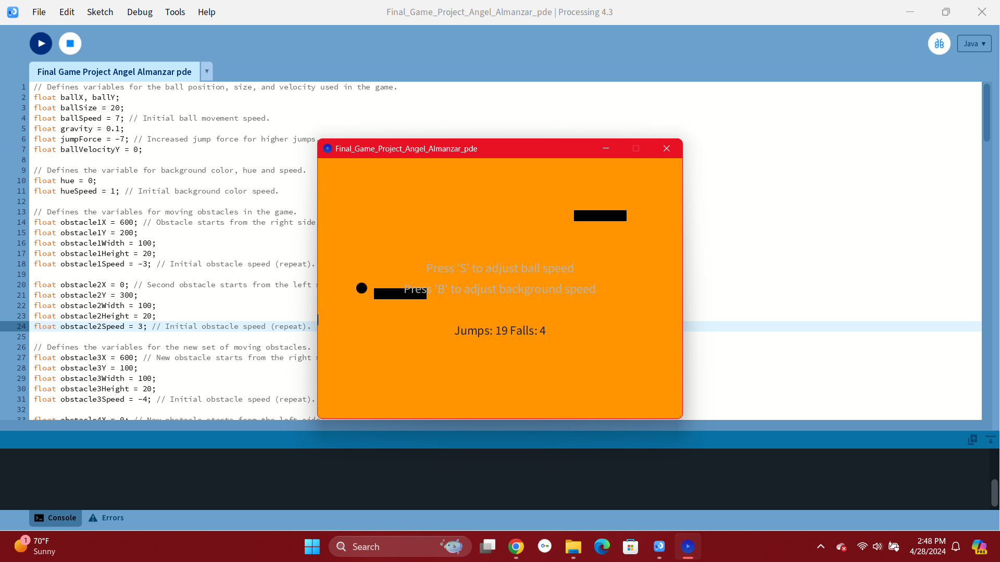 File Edit Sketch Debug Tools Help
Final_Game_Project_Angel_Almanzar_pde | Processing 4.3
Java
Final Game Project Angel Almanzar pde
1 // Defines variables for the ball position, size, and velocity used in the game.
2 float ballX, ballY;
3 float ballSize = 20;
4 float ballSpeed = 7; // Initial ball movement speed.
5 float gravity = 0.1;
6 float jumpForce = -7; // Increased jump force for higher jumps.
7 float ballVelocityY = 0;
8
9 // Defines the variable for background color, hue and speed.
10 float hue = 0;
11 float hueSpeed = 1; // Initial background color speed.
12
13 // Defines the variables for moving obstacles in the game.
14 float obstacle1X = 600; // Obstacle starts from the right side
15 float obstacle1Y = 200;
16 float obstacle1Width = 100;
17 float obstacle1Height = 20;
18 float obstacle1Speed = -3; // Initial obstacle speed (repeat).
19
20 float obstacle2X = 0; // Second obstacle starts from the left
21 float obstacle2Y = 300;
22 float obstacle2Width = 100;
23 float obstacle2Height = 20;
24 float obstacle2Speed = 3; // Initial obstacle speed (repeat).
25
26 // Defines the variables for the new set of moving obstacles.
27 float obstacle3X = 600; // New obstacle starts from the right
28 float obstacle3Y = 100;
29 float obstacle3Width = 100;
30 float obstacle3Height = 20;
31 float obstacle3Speed = -4; // Initial obstacle speed (repeat).
32
33 float obstacle4X = 0; // New obstacle starts from the left side
Final_Game_Project_Angel_Almanzar_pde
Press 'S' to adjust ball speed
Press 'B' to adjust background speed
Jumps: 19 Falls: 4
Console Errors
1
70°F
Sunny
Search
2:48 PM
4/28/2024
PRE